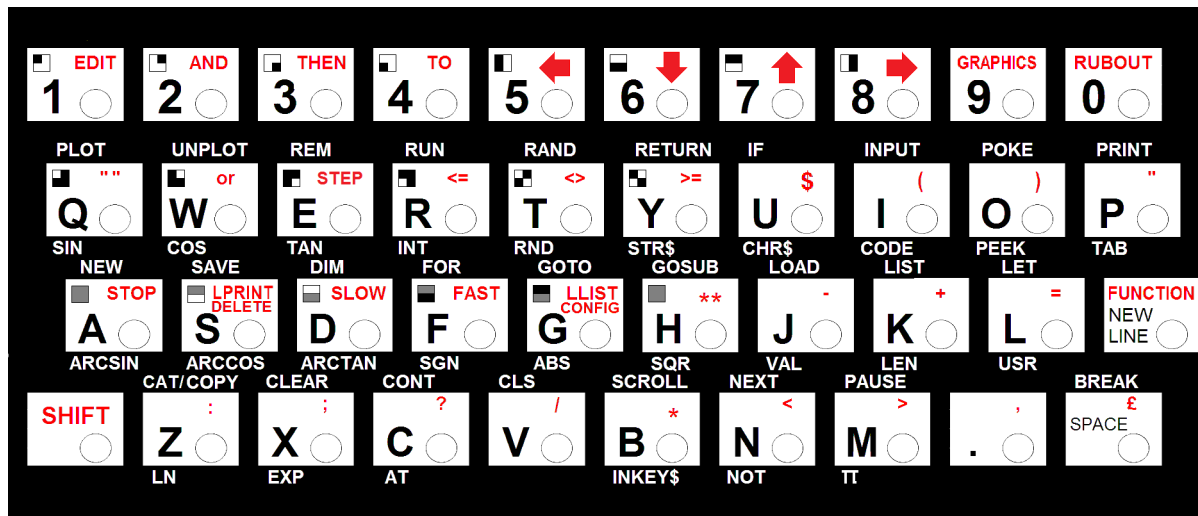 EDIT AND THEN TO GRAPHICS RUBOUT
1 2 3 4 5 6 7 8 9 0
PLOT UNPLOT REM RUN RAND RETURN IF INPUT POKE PRINT
"" or STEP <= <> >= $ ( ) "
Q W E R T Y U I O P
SIN COS TAN INT RND STR$ CHR$ CODE PEEK TAB
NEW SAVE DIM FOR GOTO GOSUB LOAD LIST LET
STOP LPRINT SLOW FAST LLIST ** - + = FUNCTION
DELETE CONFIG NEW
A S D F G H J K L LINE
ARCSIN ARCCOS ARCTAN SGN ABS SQR VAL LEN USR
CAT/COPY CLEAR CONT CLS SCROLL NEXT PAUSE BREAK
: ; ? / * < > , £
SHIFT Z X C V B N M . SPACE
LN EXP AT INKEY$ NOT π